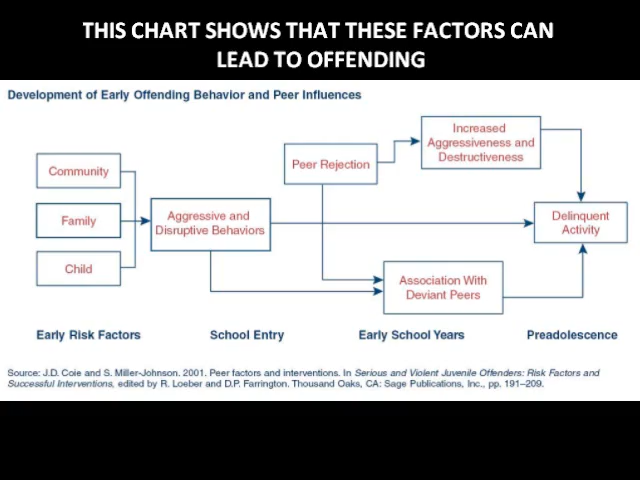 THIS CHART SHOWS THAT THESE FACTORS CAN
LEAD TO OFFENDING
Development of Early Offending Behavior and Peer Influences
Increased
Aggressiveness and
Destructiveness
Peer Rejection
Community
Family
Child
Aggressive and
Disruptive Behaviors
Delinquent
Activity
Association With
Deviant Peers
Early Risk Factors
School Entry
Early School Years
Preadolescence
Source: J.D. Coie and S. Miller-Johnson. 2001. Peer factors and interventions. In Serious and Violent Juvenile Offenders: Risk Factors and
Successful Interventions, edited by R. Loeber and D.P. Farrington. Thousand Oaks, CA: Sage Publications, Inc., pp. 191–209.